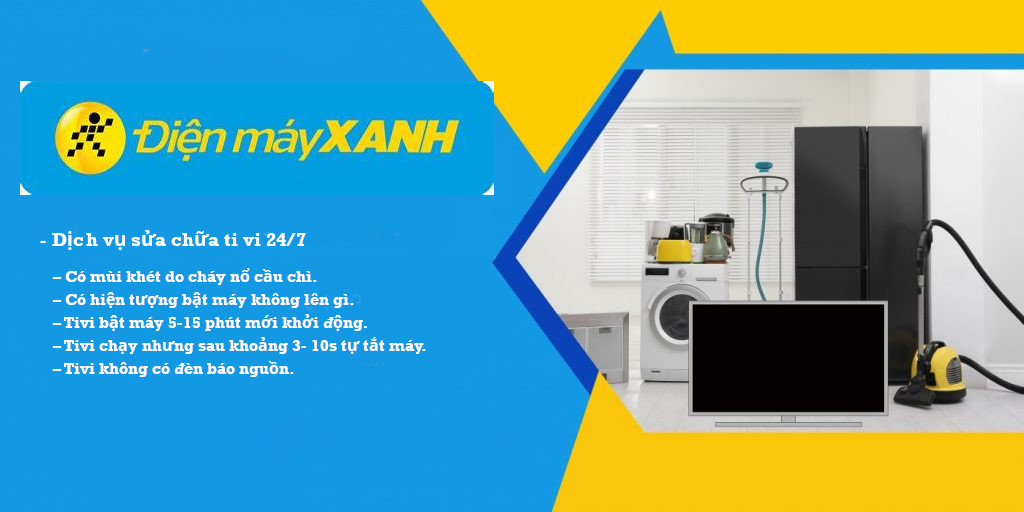 Điện máyXANH
- Dịch vụ sửa chữa ti vi 24/7
– Có mùi khét do cháy nổ cầu chì.
– Có hiện tượng bật máy không lên gì.
– Tivi bật máy 5-15 phút mới khởi động.
– Tivi chạy nhưng sau khoảng 3- 10s tự tắt máy.
– Tivi không có đèn báo nguồn.